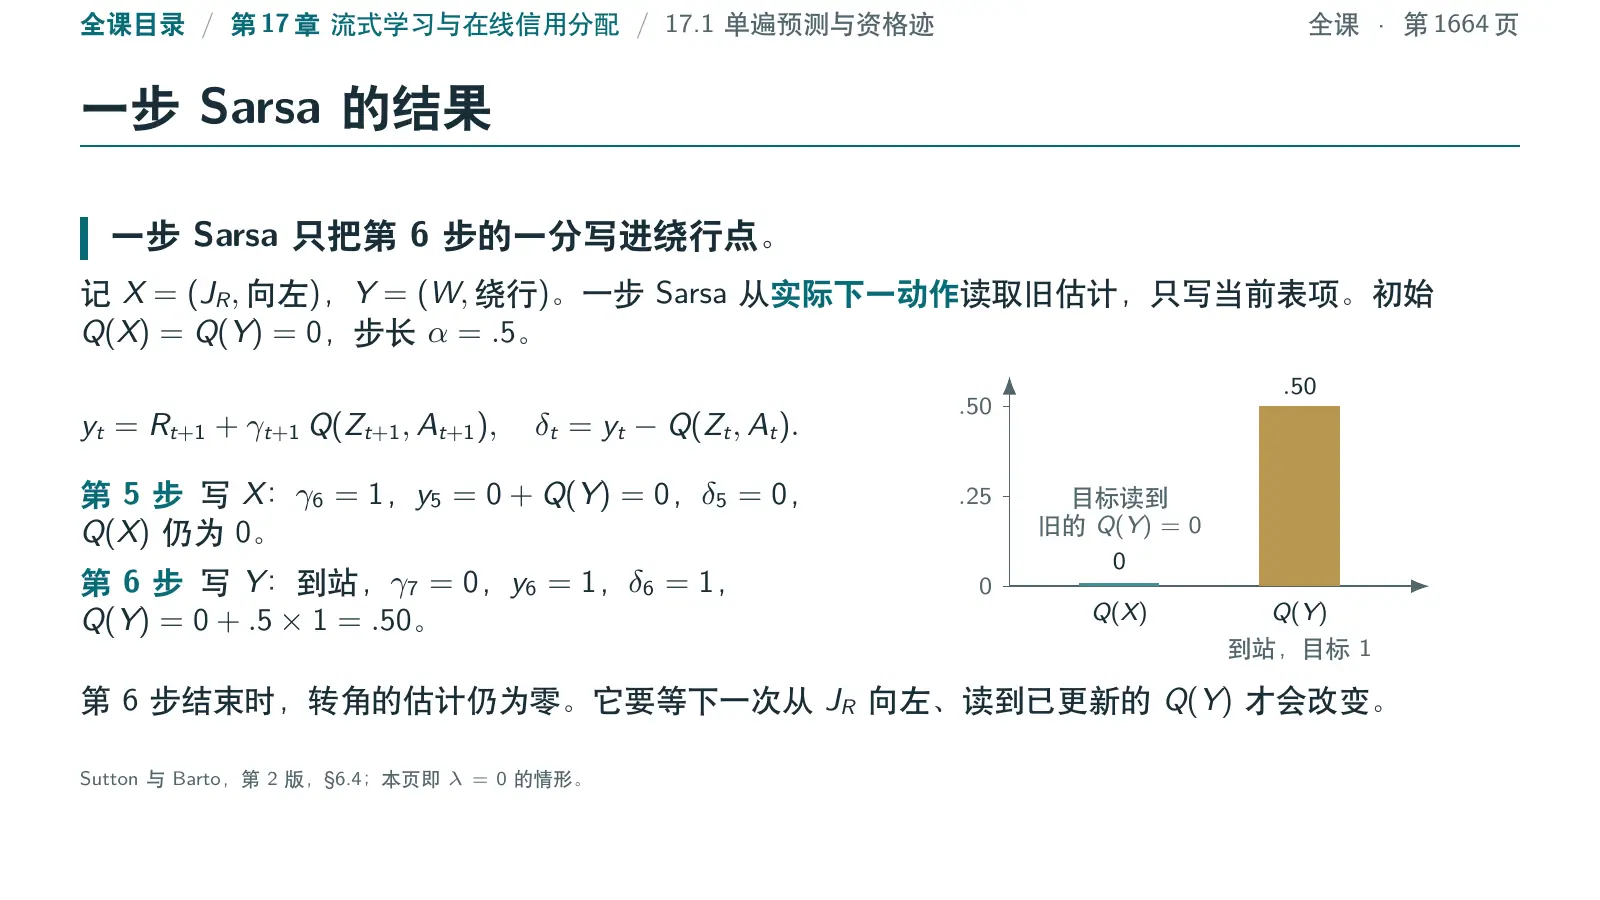 全课目录 / 第 17 章 流式学习与在线信用分配 / 17.1 单遍预测与资格迹
全课 · 第 1664 页
一步 Sarsa 的结果
一步 Sarsa 只把第 6 步的一分写进绕行点。
记 X = (J_R, 向左)，Y = (W, 绕行)。一步 Sarsa 从实际下一动作读取旧估计，只写当前表项。初始
Q(X) = Q(Y) = 0，步长 α = .5。
y_t = R_{t+1} + γ_{t+1} Q(Z_{t+1}, A_{t+1}), δ_t = y_t − Q(Z_t, A_t).
第 5 步 写 X：γ_6 = 1，y_5 = 0 + Q(Y) = 0，δ_5 = 0，
Q(X) 仍为 0。
第 6 步 写 Y：到站，γ_7 = 0，y_6 = 1，δ_6 = 1，
Q(Y) = 0 + .5 × 1 = .50。
.50
.50
.25
目标读到
旧的 Q(Y) = 0
0
0
Q(X)
Q(Y)
到站，目标 1
第 6 步结束时，转角的估计仍为零。它要等下一次从 J_R 向左、读到已更新的 Q(Y) 才会改变。
Sutton 与 Barto，第 2 版，§6.4；本页即 λ = 0 的情形。